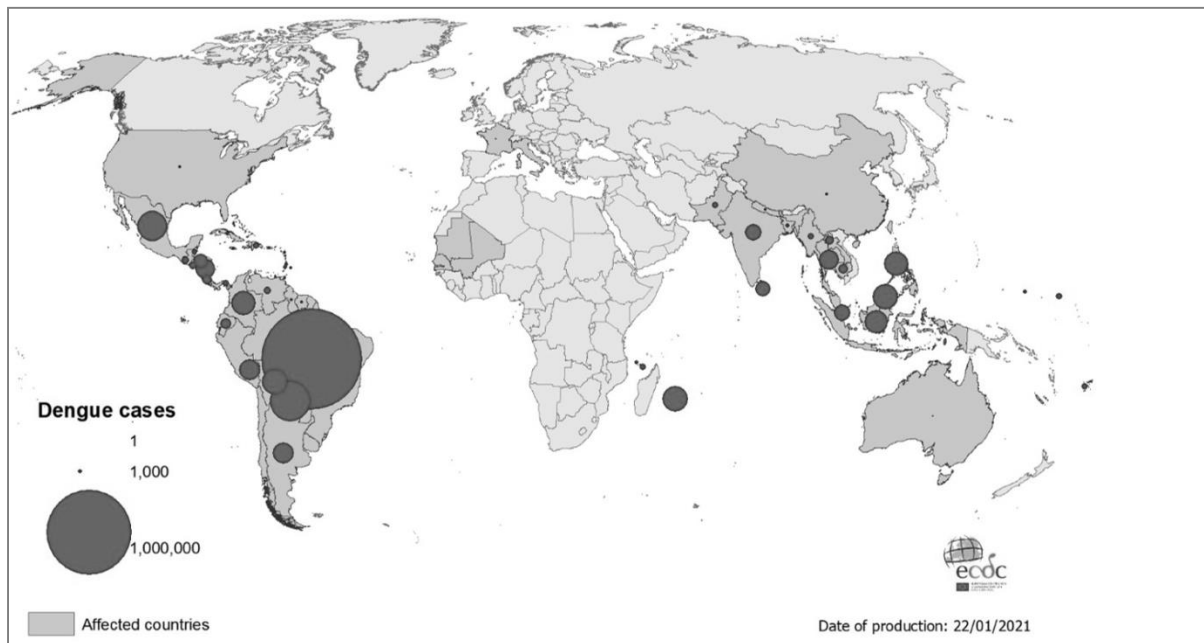 Dengue cases
1
1,000
1,000,000
Affected countries
ecdc
Date of production: 22/01/2021